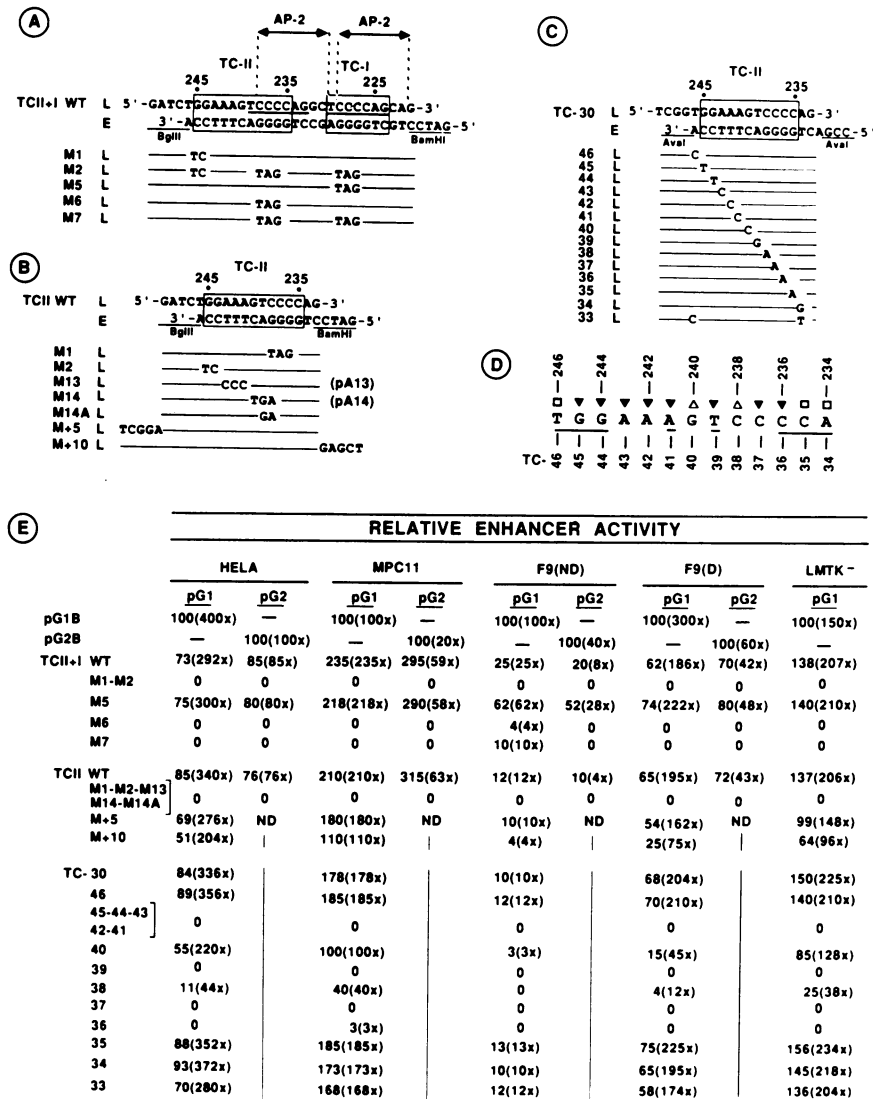 A
AP-2 AP-2
TC-II TC-I
245 235 225
TCII+I WT L 5'-GATCTGGAAAGTCCCCAGGCTCCCCAGCAG-3'
E 3'-ACCTTTCAGGGGTCCGAGGGGTCGTCCTAG-5'
BglII BamHI
M1 L TC
M2 L TC TAG TAG
M5 L TAG
M6 L TAG
M7 L TAG TAG
B
TC-II
245 235
TCII WT L 5'-GATCTGGAAAGTCCCCAG-3'
E 3'-ACCTTTCAGGGGTCCTAG-5'
BglII BamHI
M1 L TAG
M2 L TC
M13 L CCC (pA13)
M14 L TGA (pA14)
M14A L GA
M+5 L TCGGA
M+10 L GAGCT
C
TC-II
245 235
TC-30 L 5'-TCGGTGGAAAGTCCCCAG-3'
E 3'-ACCTTTCAGGGGTCAGCC-5'
AvaI AvaI
46 L C
45 L T
44 L T
43 L C
42 L C
41 L C
40 L C
39 L G
38 L A
37 L A
36 L A
35 L A
34 L G
33 L C T
D
246 244 242 240 238 236 234
T G G A A A G T C C C C A
TC- 46 45 44 43 42 41 40 39 38 37 36 35 34
E
RELATIVE ENHANCER ACTIVITY
HELA MPC11 F9(ND) F9(D) LMTK⁻
pG1 pG2 pG1 pG2 pG1 pG2 pG1 pG2 pG1
pG1B 100(400x) — 100(100x) — 100(100x) — 100(300x) — 100(150x)
pG2B — 100(100x) — 100(20x) — 100(40x) — 100(60x) —
TCII+I WT 73(292x) 85(85x) 235(235x) 295(59x) 25(25x) 20(8x) 62(186x) 70(42x) 138(207x)
M1-M2 0 0 0 0 0 0 0 0 0
M5 75(300x) 80(80x) 218(218x) 290(58x) 62(62x) 52(28x) 74(222x) 80(48x) 140(210x)
M6 0 0 0 0 4(4x) 0 0 0 0
M7 0 0 0 0 10(10x) 0 0 0 0
TCII WT 85(340x) 76(76x) 210(210x) 315(63x) 12(12x) 10(4x) 65(195x) 72(43x) 137(206x)
M1-M2-M13
M14-M14A 0 0 0 0 0 0 0 0 0
M+5 69(276x) ND 180(180x) ND 10(10x) ND 54(162x) ND 99(148x)
M+10 51(204x) 110(110x) 4(4x) 25(75x) 64(96x)
TC-30 84(336x) 178(178x) 10(10x) 68(204x) 150(225x)
46 89(356x) 185(185x) 12(12x) 70(210x) 140(210x)
45-44-43
42-41 0 0 0 0 0
40 55(220x) 100(100x) 3(3x) 15(45x) 85(128x)
39 0 0 0 0 0
38 11(44x) 40(40x) 0 4(12x) 25(38x)
37 0 0 0 0 0
36 0 3(3x) 0 0 0
35 88(352x) 185(185x) 13(13x) 75(225x) 156(234x)
34 93(372x) 173(173x) 10(10x) 65(195x) 145(218x)
33 70(280x) 168(168x) 12(12x) 58(174x) 136(204x)